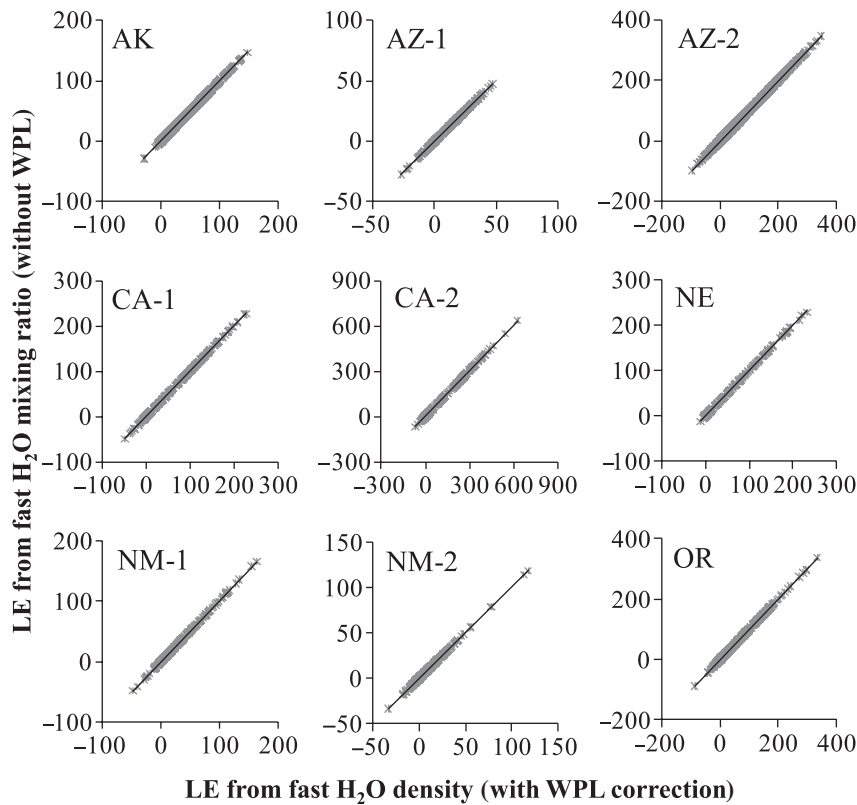 LE from fast H₂O mixing ratio (without WPL)
AK
200
100
0
−100
−100 0 100 200
AZ-1
100
50
0
−50
−50 0 50 100
AZ-2
400
200
0
−200
−200 0 200 400
CA-1
300
200
100
0
−100
−100 0 100 200 300
CA-2
900
600
300
0
−300
−300 0 300 600 900
NE
300
200
100
0
−100
−100 0 100 200 300
NM-1
200
100
0
−100
−100 0 100 200
NM-2
150
100
50
0
−50
−50 0 50 100 150
OR
400
200
0
−200
−200 0 200 400
LE from fast H₂O density (with WPL correction)